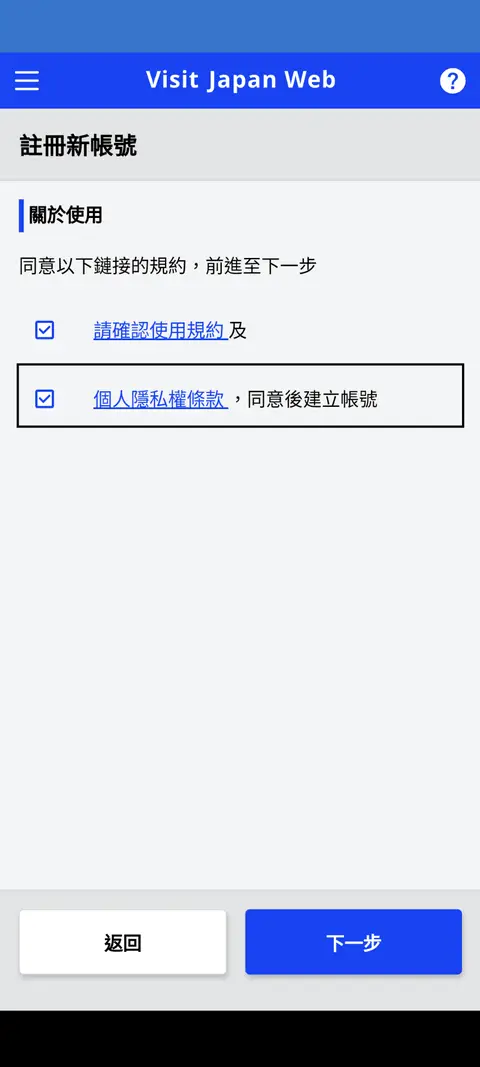 Visit Japan Web
?
註冊新帳號
關於使用
同意以下鏈接的規約，前進至下一步
請確認使用規約 及
個人隱私權條款 ，同意後建立帳號
返回
下一步